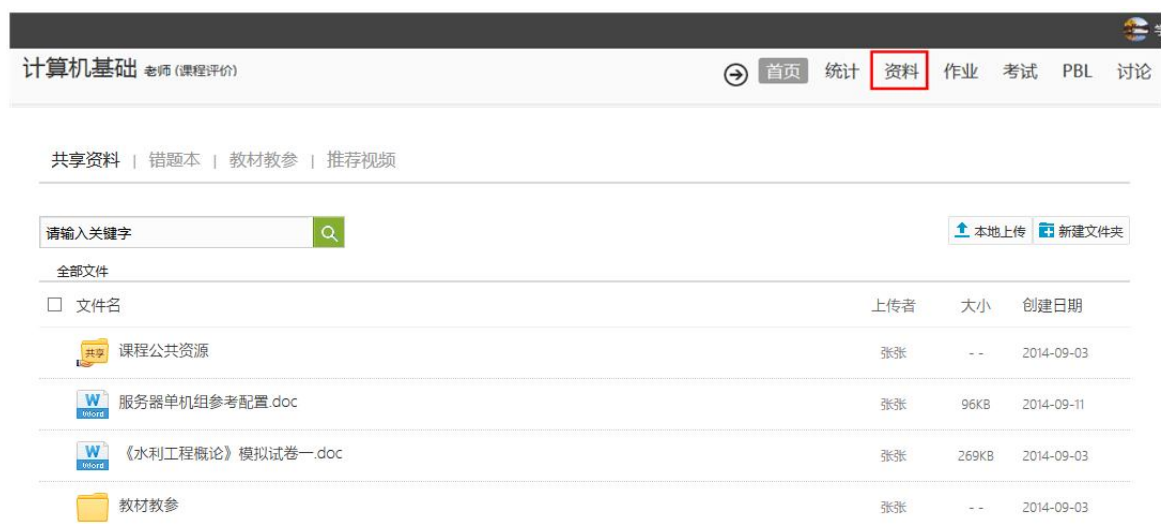 计算机基础 老师 (课程评价) 首页 统计 资料 作业 考试 PBL 讨论
共享资料 | 错题本 | 教材教参 | 推荐视频
请输入关键字 本地上传 新建文件夹
全部文件
文件名 上传者 大小 创建日期
共享 课程公共资源 张张 - - 2014-09-03
W Word 服务器单机组参考配置.doc 张张 96KB 2014-09-11
W Word 《水利工程概论》模拟试卷一.doc 张张 269KB 2014-09-03
教材教参 张张 - - 2014-09-03